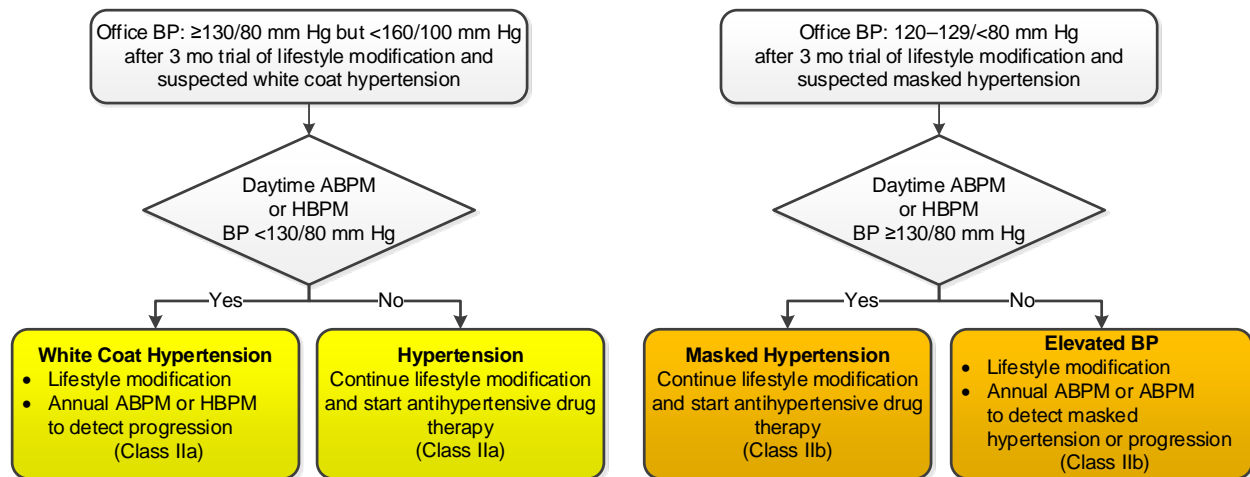 Office BP: ≥130/80 mm Hg but <160/100 mm Hg
after 3 mo trial of lifestyle modification and
suspected white coat hypertension
Daytime ABPM
or HBPM
BP <130/80 mm Hg
Yes
No
White Coat Hypertension
• Lifestyle modification
• Annual ABPM or HBPM
to detect progression
(Class IIa)
Hypertension
Continue lifestyle modification
and start antihypertensive drug
therapy
(Class IIa)
Office BP: 120–129/<80 mm Hg
after 3 mo trial of lifestyle modification and
suspected masked hypertension
Daytime ABPM
or HBPM
BP ≥130/80 mm Hg
Yes
No
Masked Hypertension
Continue lifestyle modification
and start antihypertensive drug
therapy
(Class IIb)
Elevated BP
• Lifestyle modification
• Annual ABPM or ABPM
to detect masked
hypertension or progression
(Class IIb)